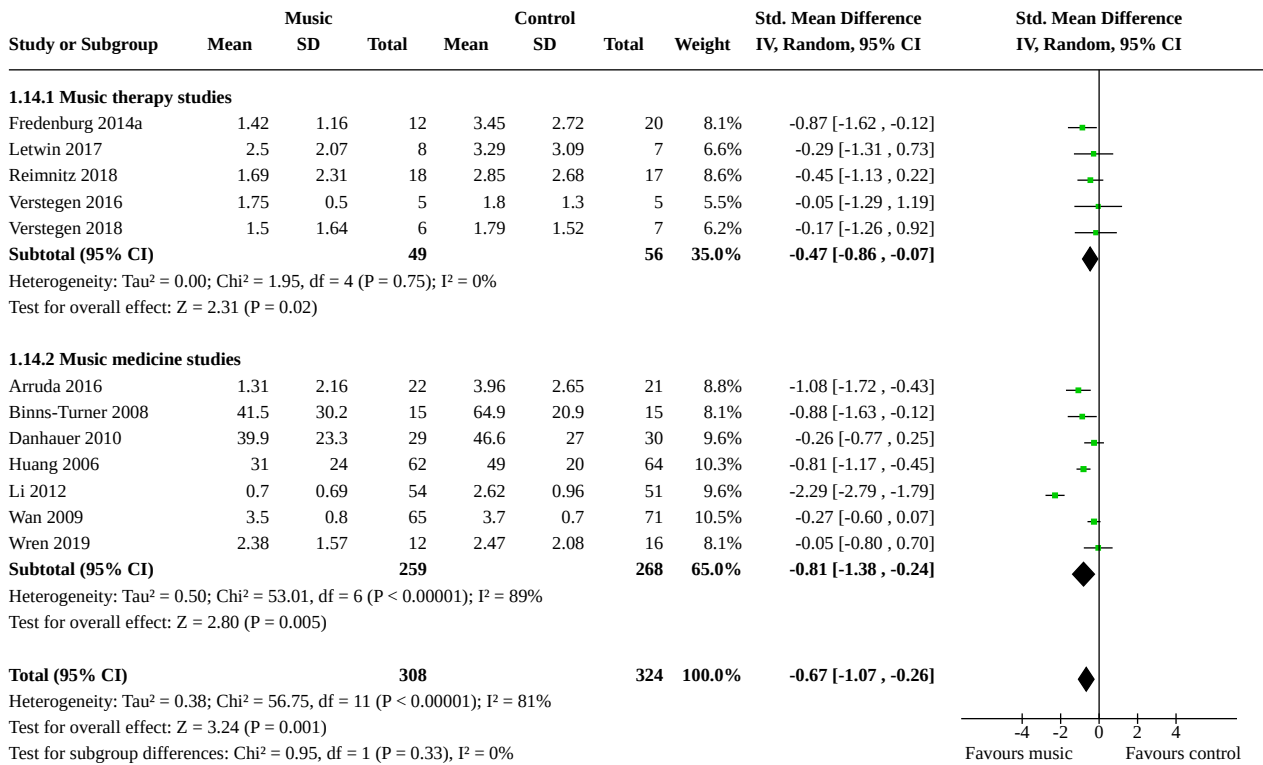 Music Control Std. Mean Difference Std. Mean Difference
Study or Subgroup Mean SD Total Mean SD Total Weight IV, Random, 95% CI IV, Random, 95% CI
1.14.1 Music therapy studies
Fredenburg 2014a 1.42 1.16 12 3.45 2.72 20 8.1% -0.87 [-1.62 , -0.12]
Letwin 2017 2.5 2.07 8 3.29 3.09 7 6.6% -0.29 [-1.31 , 0.73]
Reimnitz 2018 1.69 2.31 18 2.85 2.68 17 8.6% -0.45 [-1.13 , 0.22]
Verstegen 2016 1.75 0.5 5 1.8 1.3 5 5.5% -0.05 [-1.29 , 1.19]
Verstegen 2018 1.5 1.64 6 1.79 1.52 7 6.2% -0.17 [-1.26 , 0.92]
Subtotal (95% CI) 49 56 35.0% -0.47 [-0.86 , -0.07]
Heterogeneity: Tau² = 0.00; Chi² = 1.95, df = 4 (P = 0.75); I² = 0%
Test for overall effect: Z = 2.31 (P = 0.02)
1.14.2 Music medicine studies
Arruda 2016 1.31 2.16 22 3.96 2.65 21 8.8% -1.08 [-1.72 , -0.43]
Binns-Turner 2008 41.5 30.2 15 64.9 20.9 15 8.1% -0.88 [-1.63 , -0.12]
Danhauer 2010 39.9 23.3 29 46.6 27 30 9.6% -0.26 [-0.77 , 0.25]
Huang 2006 31 24 62 49 20 64 10.3% -0.81 [-1.17 , -0.45]
Li 2012 0.7 0.69 54 2.62 0.96 51 9.6% -2.29 [-2.79 , -1.79]
Wan 2009 3.5 0.8 65 3.7 0.7 71 10.5% -0.27 [-0.60 , 0.07]
Wren 2019 2.38 1.57 12 2.47 2.08 16 8.1% -0.05 [-0.80 , 0.70]
Subtotal (95% CI) 259 268 65.0% -0.81 [-1.38 , -0.24]
Heterogeneity: Tau² = 0.50; Chi² = 53.01, df = 6 (P < 0.00001); I² = 89%
Test for overall effect: Z = 2.80 (P = 0.005)
Total (95% CI) 308 324 100.0% -0.67 [-1.07 , -0.26]
Heterogeneity: Tau² = 0.38; Chi² = 56.75, df = 11 (P < 0.00001); I² = 81%
Test for overall effect: Z = 3.24 (P = 0.001)
-4 -2 0 2 4
Test for subgroup differences: Chi² = 0.95, df = 1 (P = 0.33), I² = 0%
Favours music Favours control